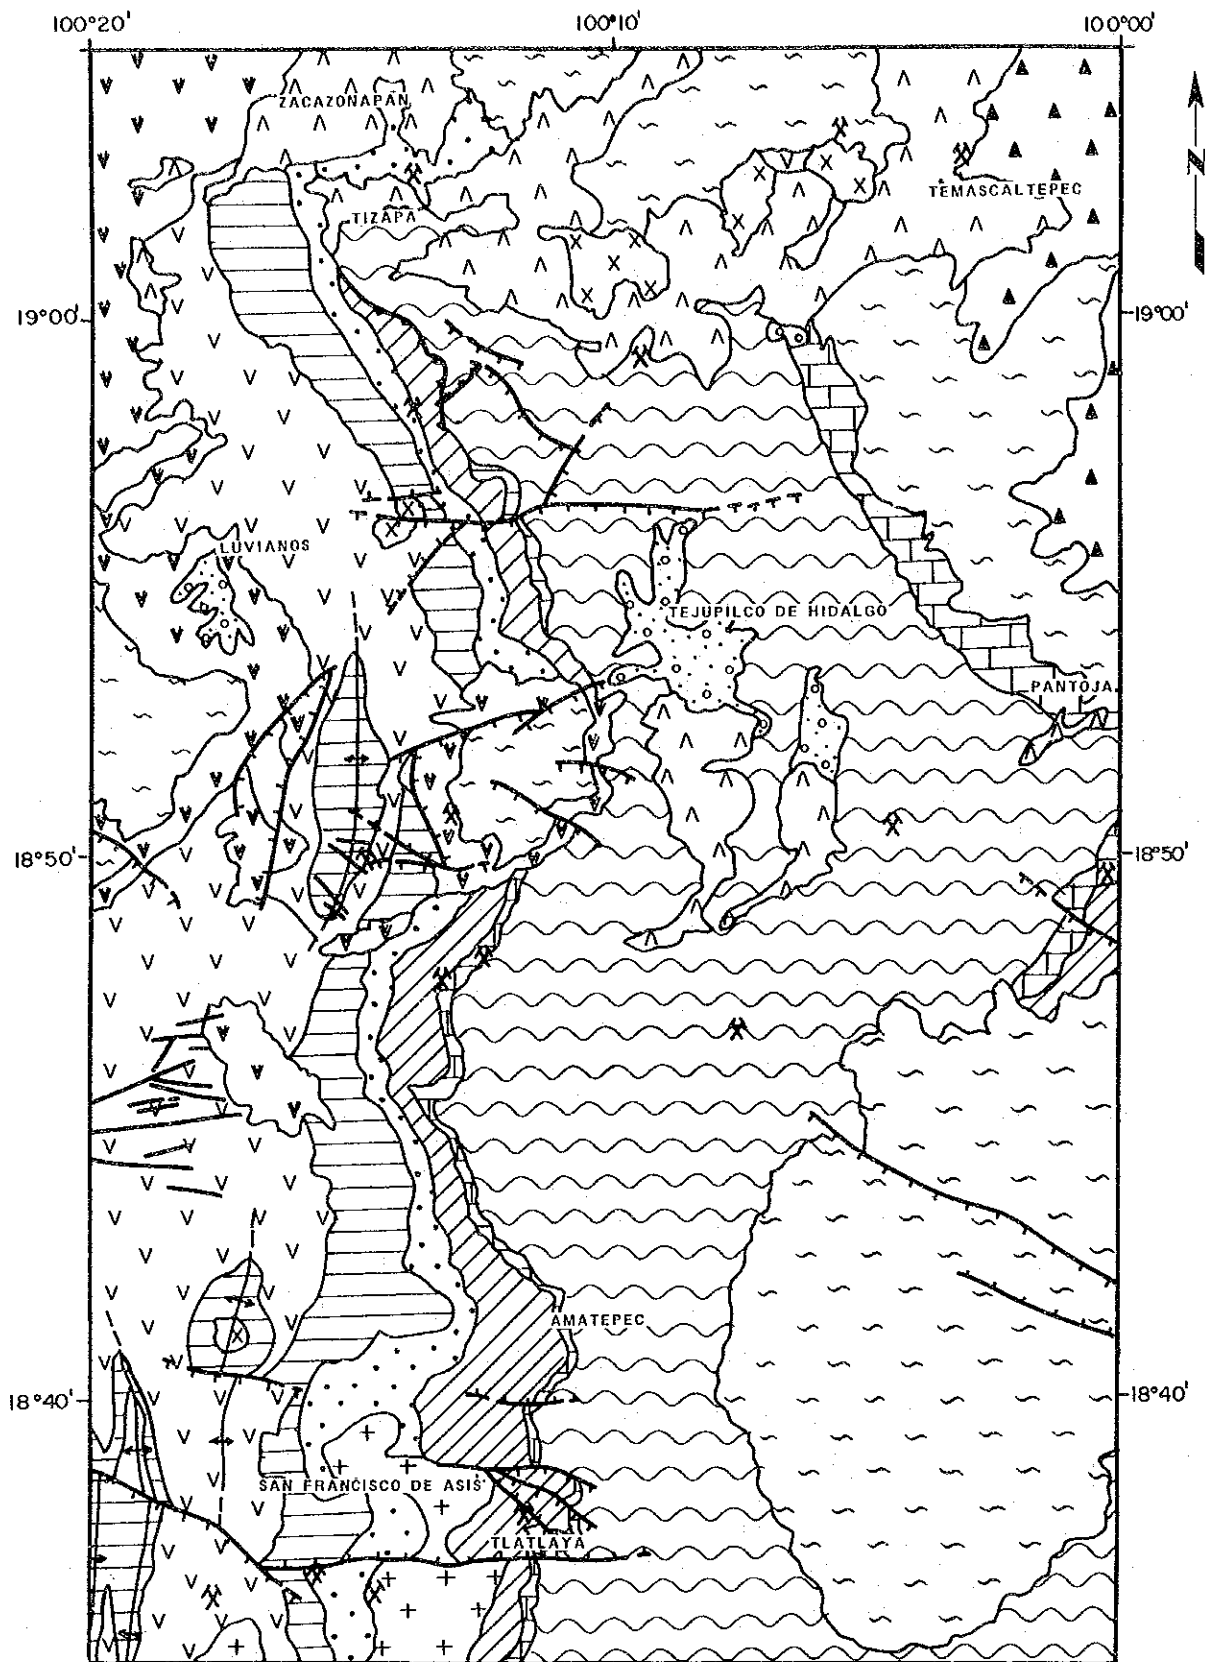 100°20'
100°10'
100°00'
ZACAZONAPAN
TEMASCALTEPEC
TIZAPA
N
19°00'
19°00'
LUVIANOS
TEJUPILCO DE HIDALGO
PANTOJA
18°50'
18°50'
AMATEPEC
18°40'
18°40'
SAN FRANCISCO DE ASIS
TLATLAYA